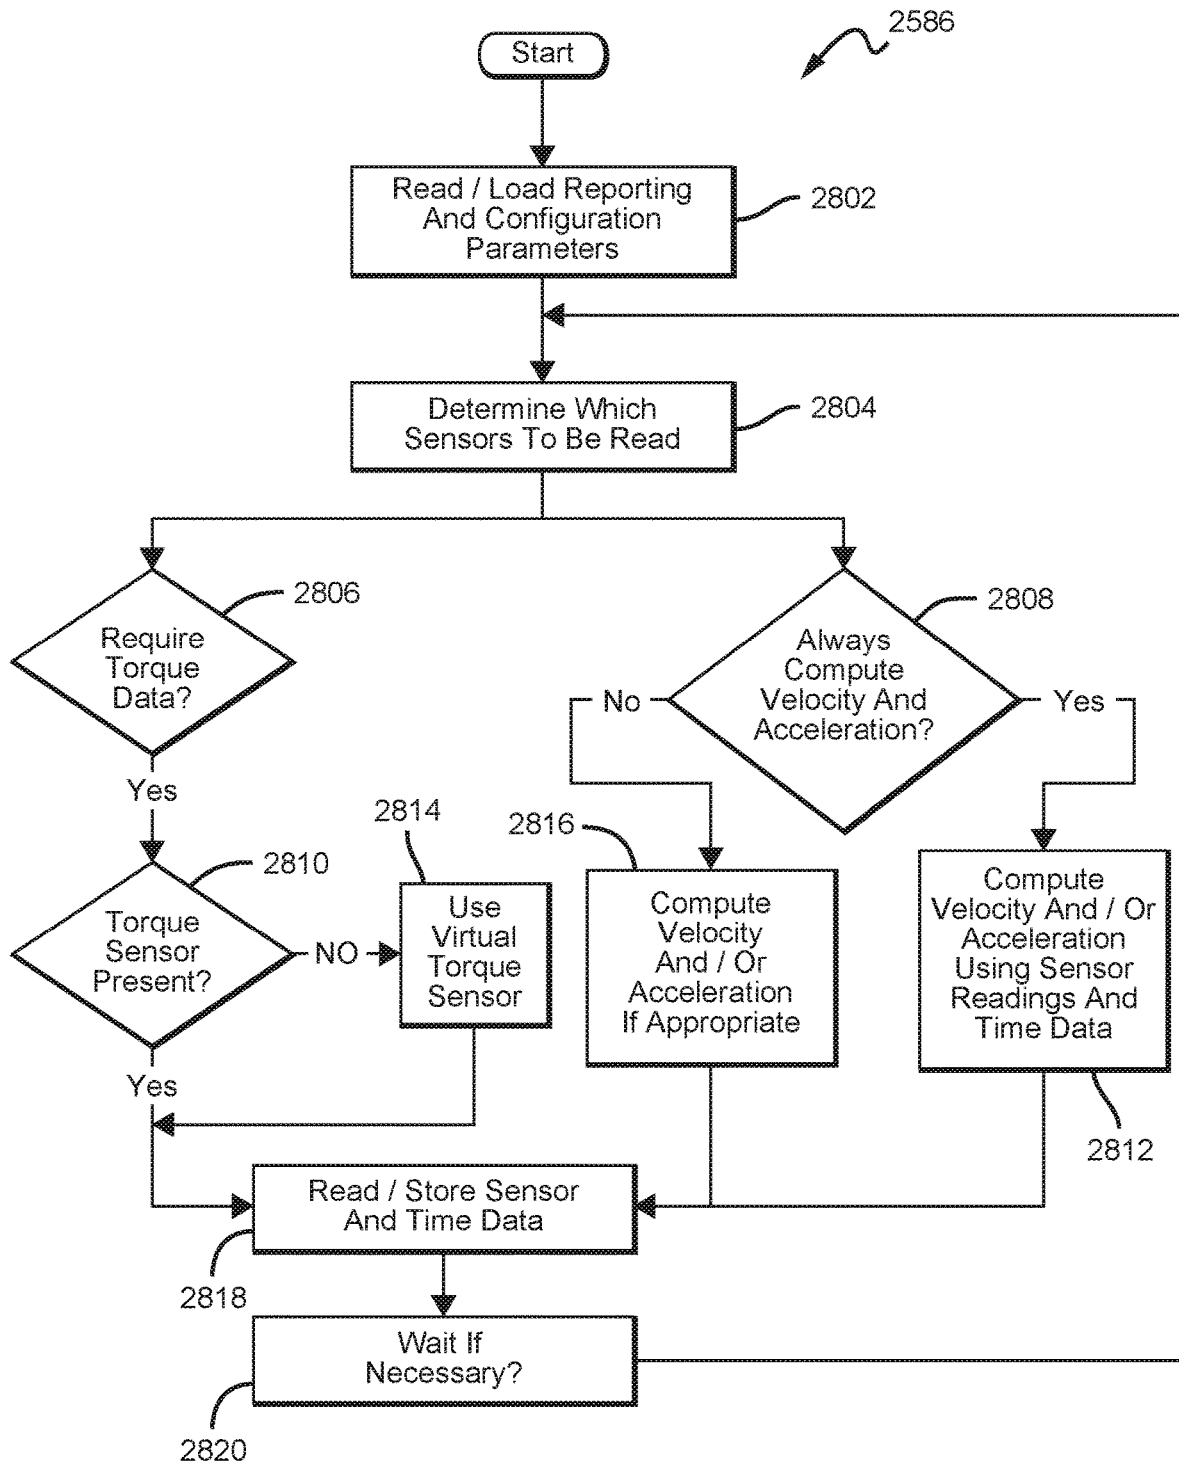 2586
Start
Read / Load Reporting
And Configuration
Parameters
2802
Determine Which
Sensors To Be Read
2804
2806
Require
Torque
Data?
Yes
2808
Always
Compute
Velocity And
Acceleration?
No
Yes
2810
Torque
Sensor
Present?
NO
Yes
2814
Use
Virtual
Torque
Sensor
2816
Compute
Velocity
And / Or
Acceleration
If Appropriate
Compute
Velocity And / Or
Acceleration
Using Sensor
Readings And
Time Data
2812
Read / Store Sensor
And Time Data
2818
Wait If
Necessary?
2820